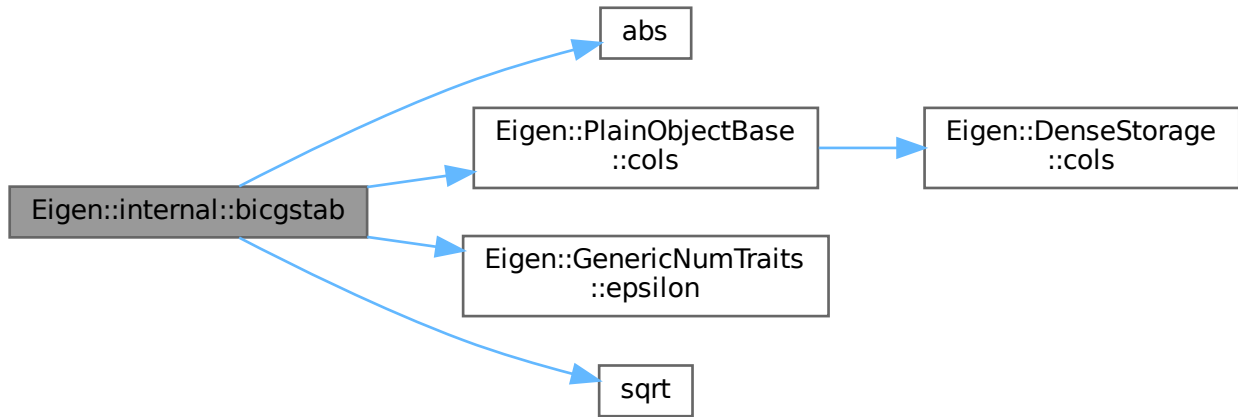 abs
Eigen::PlainObjectBase
::cols
Eigen::DenseStorage
::cols
Eigen::internal::bicgstab
Eigen::GenericNumTraits
::epsilon
sqrt